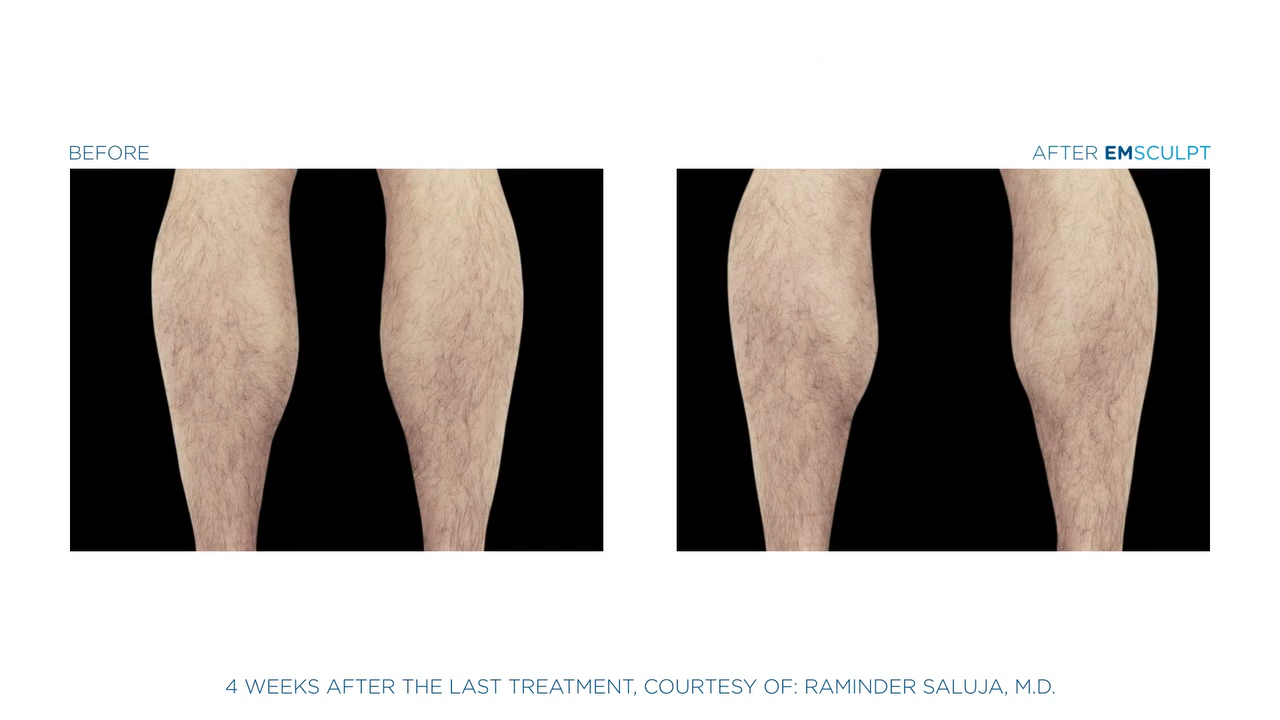 BEFORE
AFTER EMSCULPT
4 WEEKS AFTER THE LAST TREATMENT, COURTESY OF: RAMINDER SALUJA, M.D.